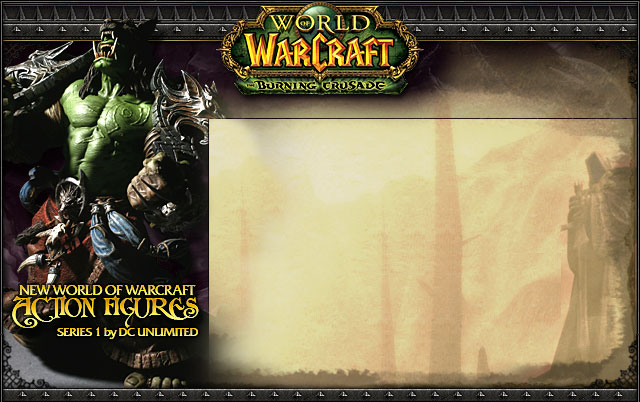 WORLD
OF
WARCRAFT
THE BURNING CRUSADE
NEW WORLD OF WARCRAFT
ACTION FIGURES
SERIES 1 by DC UNLIMITED